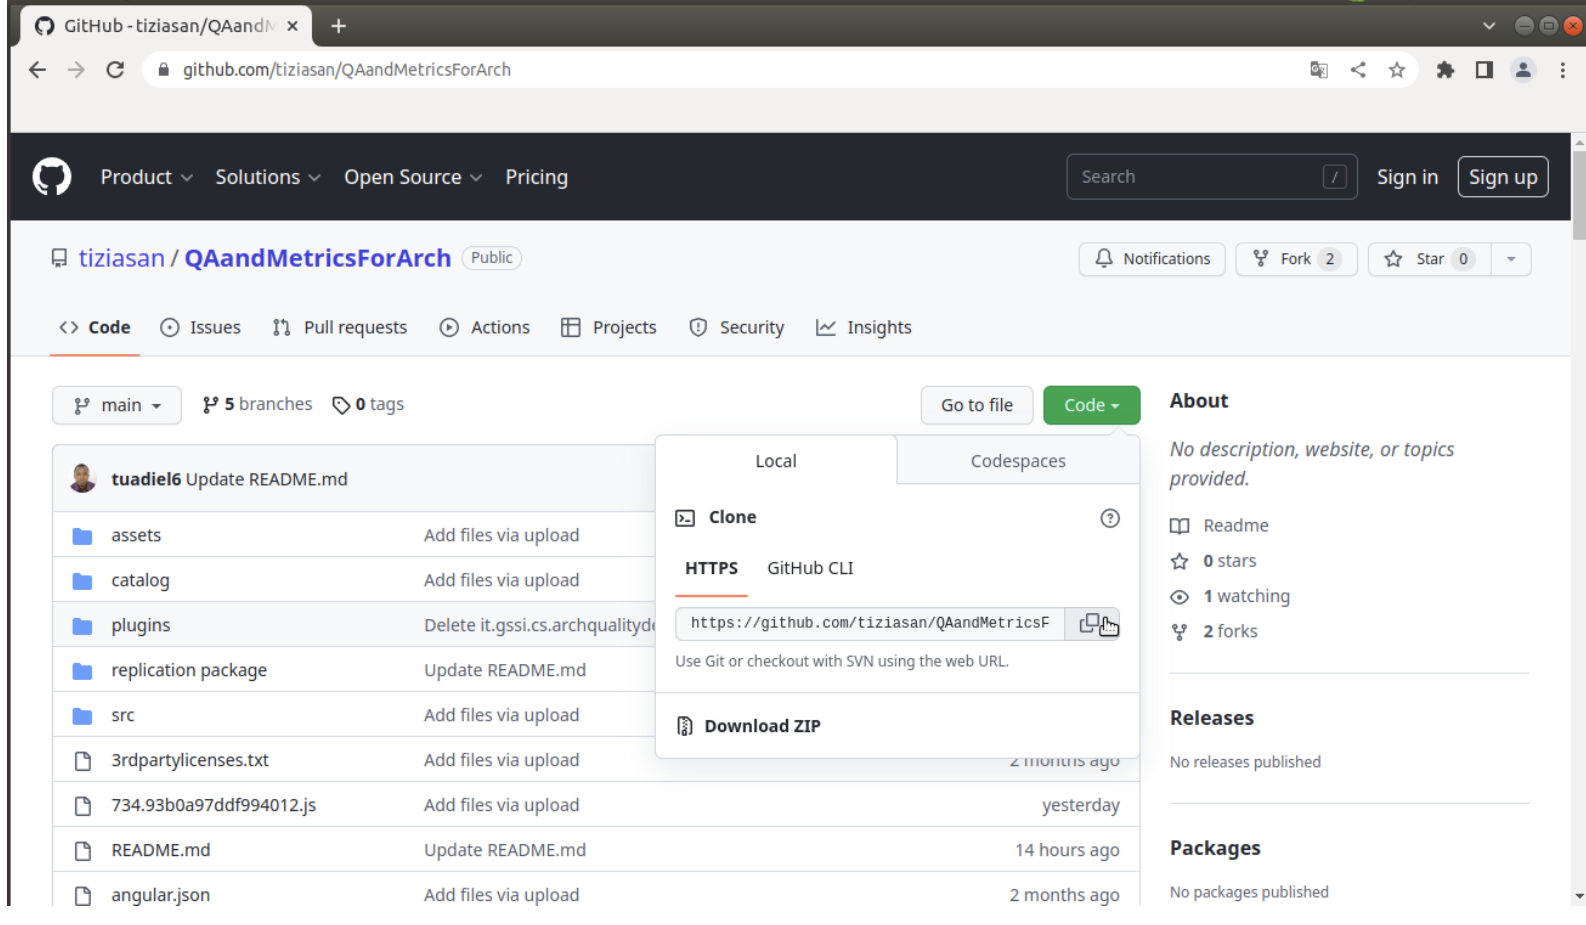 GitHub - tiziasan/QAandM
github.com/tiziasan/QAandMetricsForArch
Product Solutions Open Source Pricing Search / Sign in Sign up
tiziasan / QAandMetricsForArch Public Notifications Fork 2 Star 0
Code Issues Pull requests Actions Projects Security Insights
main 5 branches 0 tags Go to file Code
About
No description, website, or topics
provided.
Readme
0 stars
1 watching
2 forks
Releases
No releases published
Packages
No packages published
Local Codespaces
Clone
HTTPS GitHub CLI
https://github.com/tiziasan/QAandMetricsF
Use Git or checkout with SVN using the web URL.
Download ZIP
tuadiel6 Update README.md
assets Add files via upload
catalog Add files via upload
plugins Delete it.gssi.cs.archqualityde
replication package Update README.md
src Add files via upload
3rdpartylicenses.txt Add files via upload 2 months ago
734.93b0a97ddf994012.js Add files via upload yesterday
README.md Update README.md 14 hours ago
angular.json Add files via upload 2 months ago